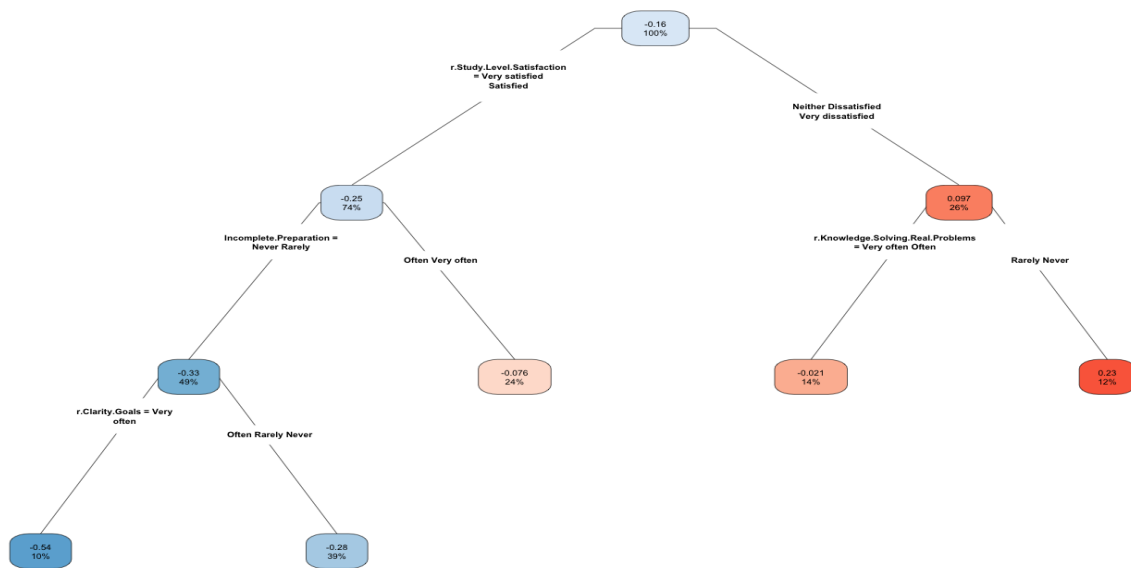 -0.16
100%
r.Study.Level.Satisfaction
= Very satisfied
Satisfied
Neither Dissatisfied
Very dissatisfied
-0.25
74%
0.097
26%
Incomplete.Preparation =
Never Rarely
Often Very often
r.Knowledge.Solving.Real.Problems
= Very often Often
Rarely Never
-0.33
49%
-0.076
24%
-0.021
14%
0.23
12%
r.Clarity.Goals = Very
often
Often Rarely Never
-0.54
10%
-0.28
39%